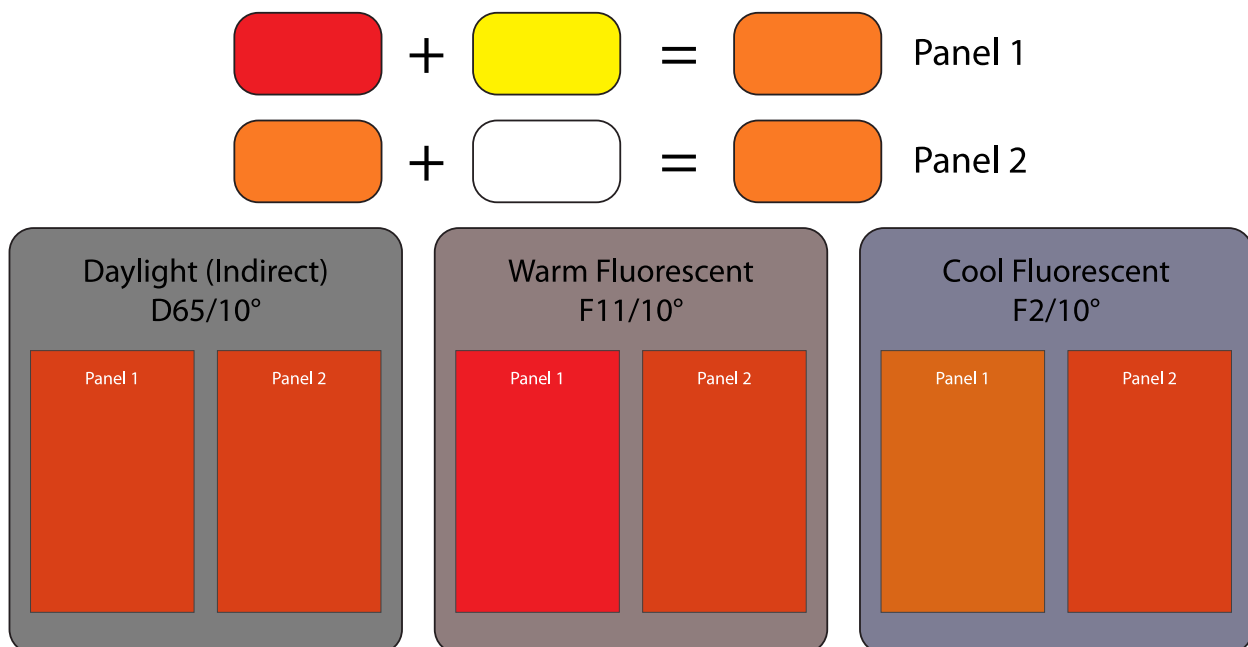 + = Panel 1
+ = Panel 2
Daylight (Indirect)
D65/10°
Warm Fluorescent
F11/10°
Cool Fluorescent
F2/10°
Panel 1
Panel 2
Panel 1
Panel 2
Panel 1
Panel 2